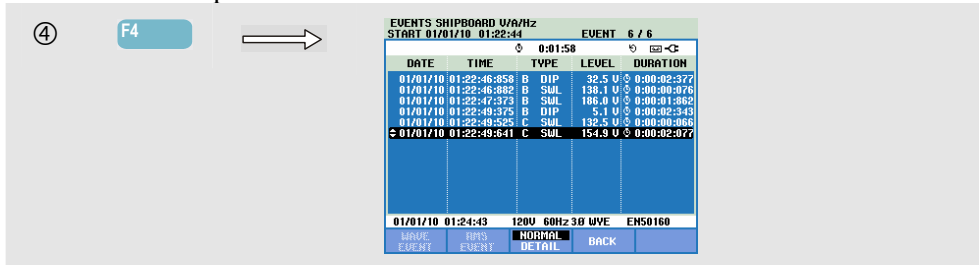 ④ F4
EVENTS SHIPBOARD V/A/Hz
START 01/01/10 01:22:44 EVENT 6 / 6
0:01:58
DATE TIME TYPE LEVEL DURATION
01/01/10 01:22:46:858 B DIP 32.5 V 0:00:02:377
01/01/10 01:22:46:882 B SWL 138.1 V 0:00:00:076
01/01/10 01:22:47:373 B SWL 186.0 V 0:00:01:862
01/01/10 01:22:49:375 B DIP 5.1 V 0:00:02:343
01/01/10 01:22:49:525 C SWL 132.5 V 0:00:00:066
01/01/10 01:22:49:641 C SWL 154.9 V 0:00:02:077
01/01/10 01:24:43 120V 60Hz 3Ø WYE EN50160
WAVE EVENT
RMS EVENT
NORMAL DETAIL
BACK